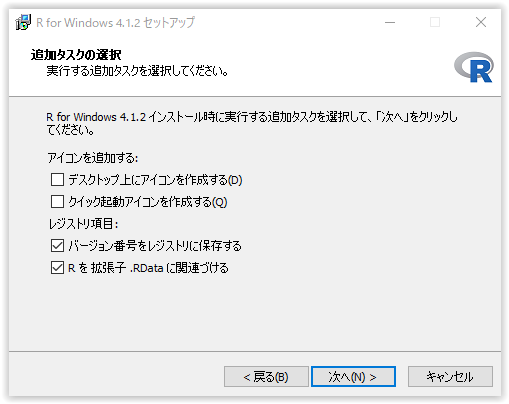 R for Windows 4.1.2 セットアップ
追加タスクの選択
実行する追加タスクを選択してください。
R
R for Windows 4.1.2 インストール時に実行する追加タスクを選択して、「次へ」をクリックし
てください。
アイコンを追加する:
デスクトップ上にアイコンを作成する(D)
クイック起動アイコンを作成する(Q)
レジストリ項目:
バージョン番号をレジストリに保存する
R を 拡張子 .RData に関連づける
< 戻る(B)
次へ(N) >
キャンセル